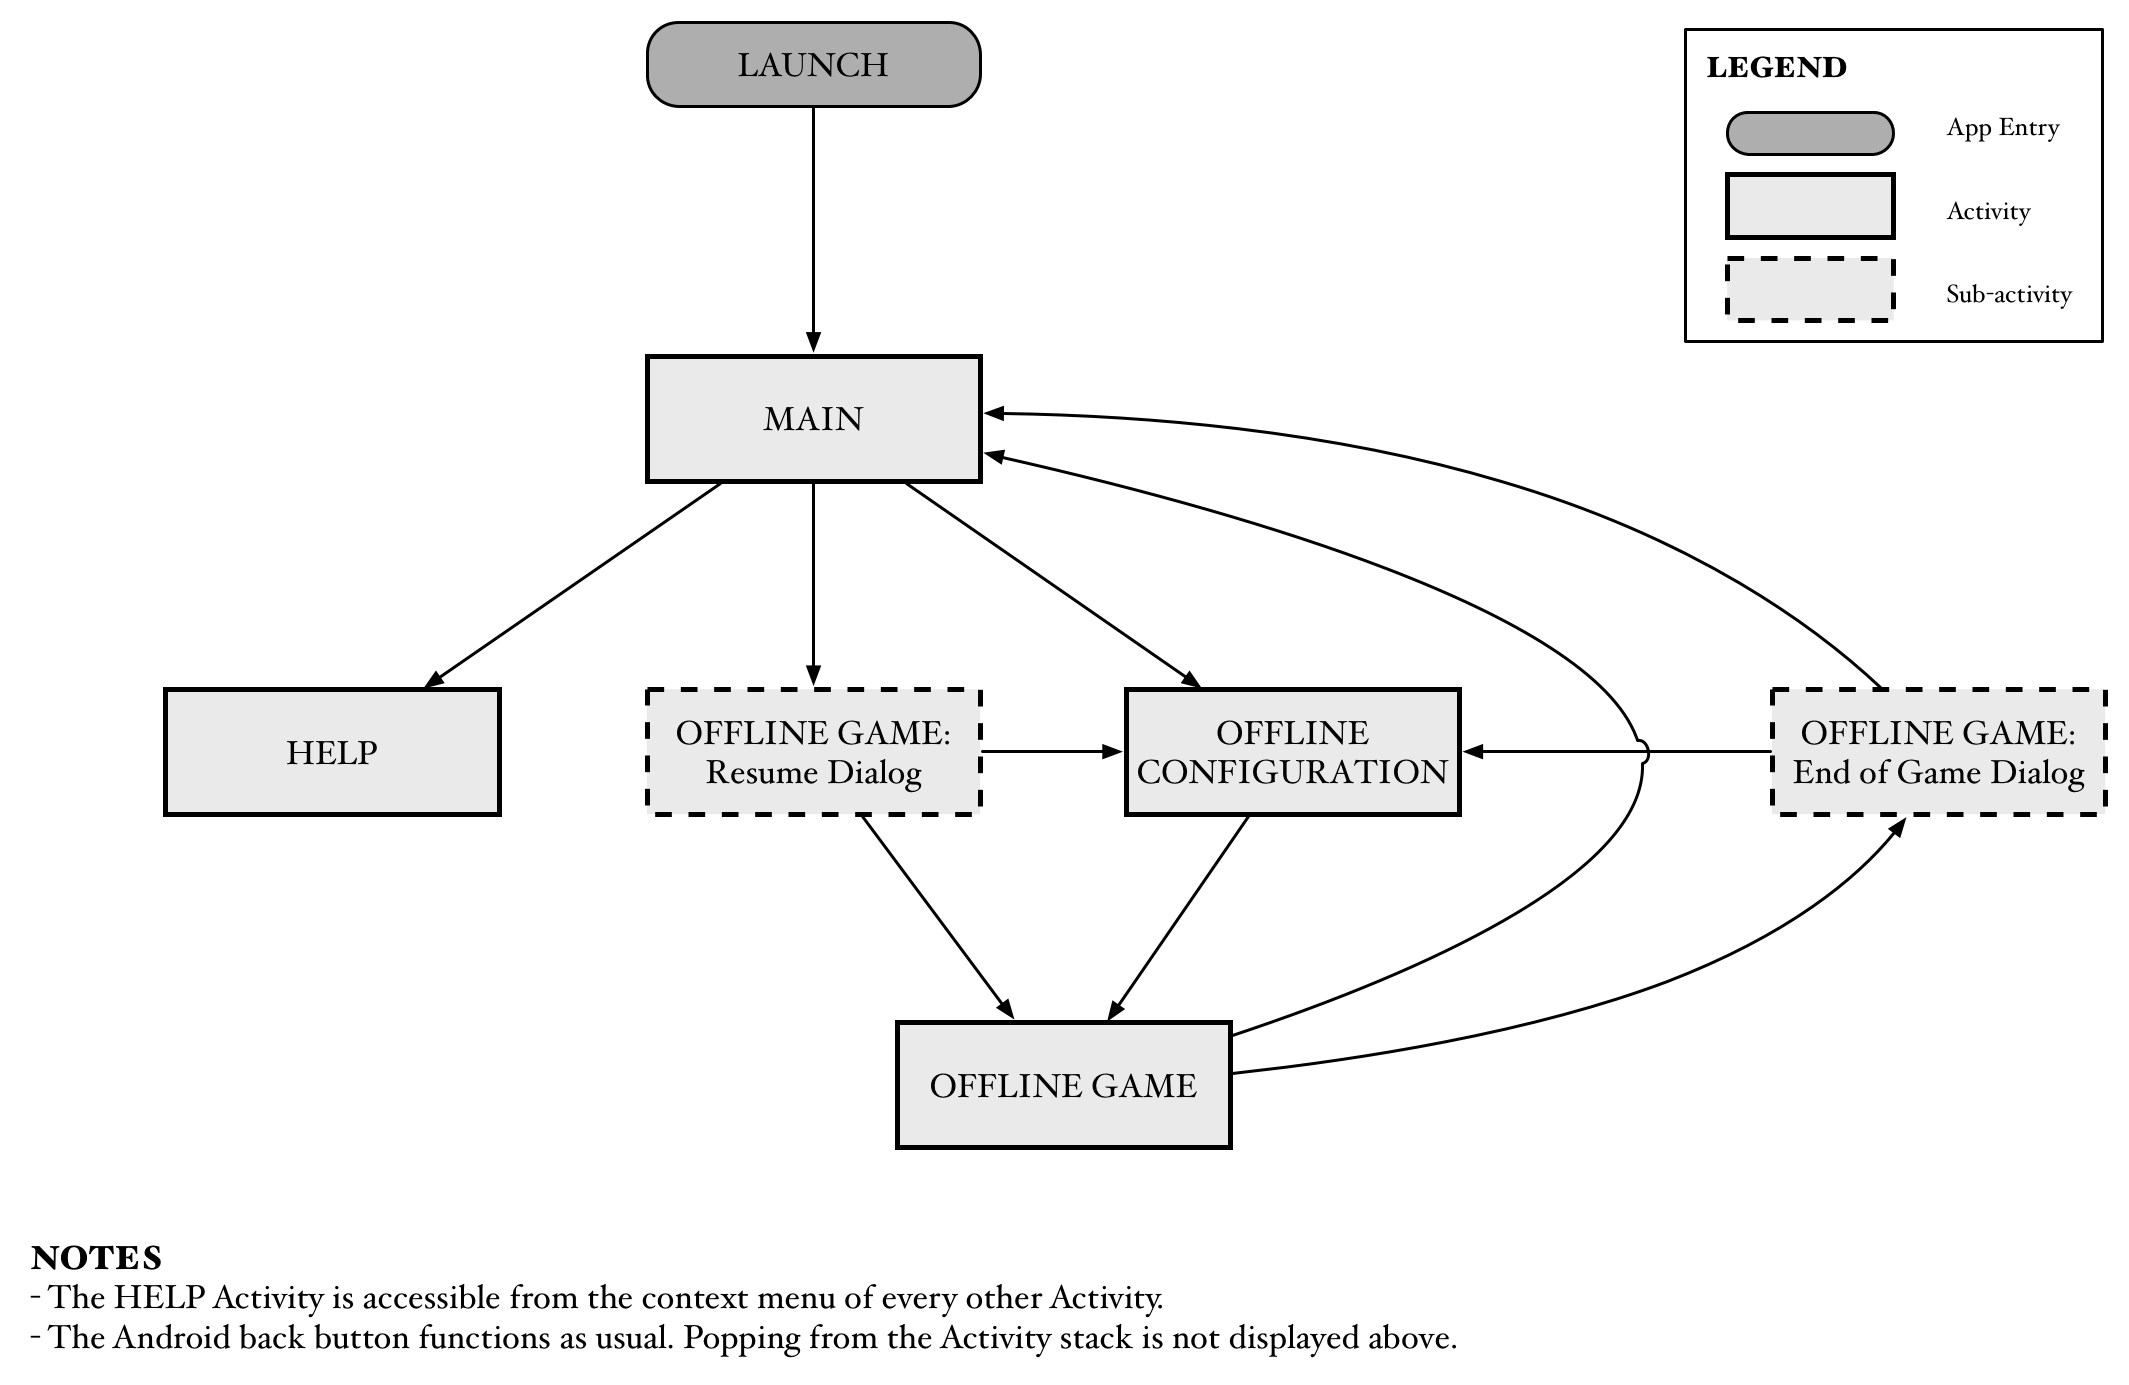 LAUNCH
LEGEND
App Entry
Activity
Sub-activity
MAIN
HELP
OFFLINE GAME:
Resume Dialog
OFFLINE
CONFIGURATION
OFFLINE GAME:
End of Game Dialog
OFFLINE GAME
NOTES
- The HELP Activity is accessible from the context menu of every other Activity.
- The Android back button functions as usual. Popping from the Activity stack is not displayed above.